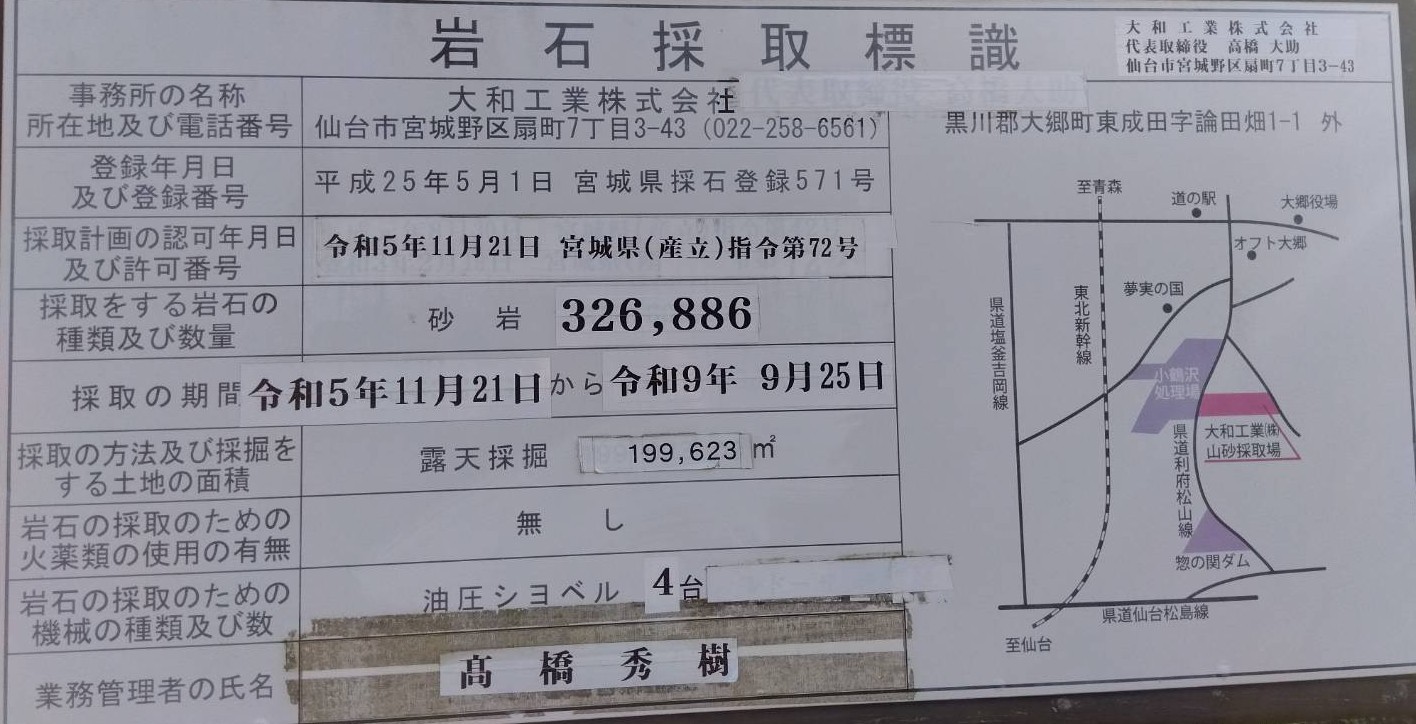 岩石採取標識
大和工業株式会社
代表取締役 高橋 大助
仙台市宮城野区扇町7丁目3-43
事務所の名称
所在地及び電話番号
大和工業株式会社
仙台市宮城野区扇町7丁目3-43 (022-258-6561)
登録年月日
及び登録番号
平成25年5月1日 宮城県採石登録571号
採取計画の認可年月日
及び許可番号
令和5年11月21日 宮城県(産立)指令第72号
採取をする岩石の
種類及び数量
砂 岩 326,886
採取の期間
令和5年11月21日から令和9年 9月25日
採取の方法及び採掘を
する土地の面積
露天採掘 199,623㎡
岩石の採取のための
火薬類の使用の有無
無 し
岩石の採取のための
機械の種類及び数
油圧シヨベル 4台
業務管理者の氏名
髙橋秀樹
黒川郡大郷町東成田字論田畑1-1 外
至青森
道の駅
大郷役場
オフト大郷
夢実の国
東北新幹線
県道塩釜吉岡線
小鶴沢
処理場
大和工業㈱
山砂採取場
県道利府松山線
惣の関ダム
県道仙台松島線
至仙台